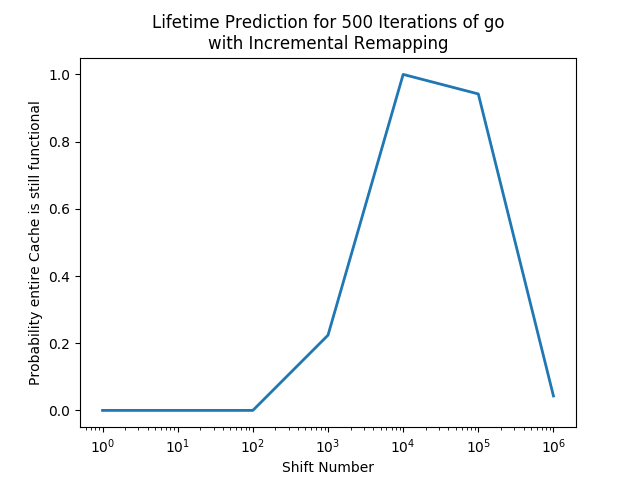 Lifetime Prediction for 500 Iterations of go
with Incremental Remapping
Probability entire Cache is still functional
1.0
0.8
0.6
0.4
0.2
0.0
10⁰ 10¹ 10² 10³ 10⁴ 10⁵ 10⁶
Shift Number